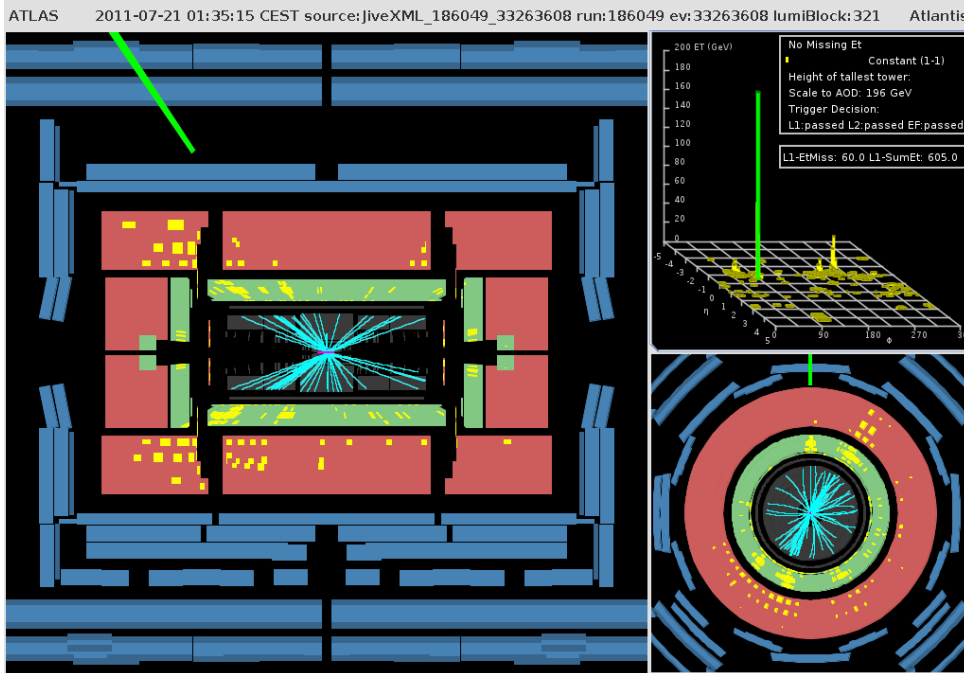 ATLAS 2011-07-21 01:35:15 CEST source:JiveXML_186049_33263608 run:186049 ev:33263608 lumiBlock:321 Atlantis
200 ET (GeV)
180
160
140
120
100
80
60
40
20
0
No Missing Et
Constant (1-1)
Height of tallest tower:
Scale to AOD: 196 GeV
Trigger Decision:
L1:passed L2:passed EF:passed
L1-EtMiss: 60.0 L1-SumEt: 605.0
-5
-4
-3
-2
-1
0
1
2
3
4
5
η
0
90
180
270
Φ